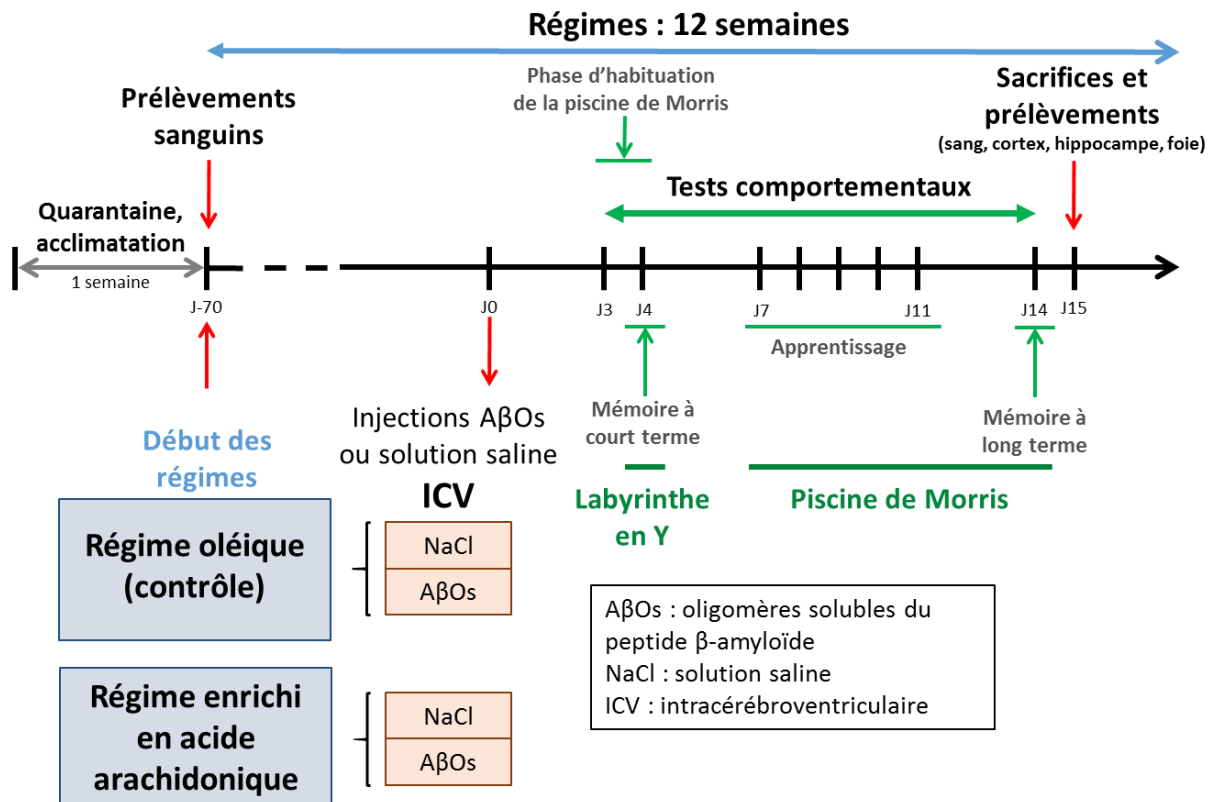 Régimes : 12 semaines
Phase d'habituation
de la piscine de Morris
Prélèvements
sanguins
Sacrifices et
prélèvements
(sang, cortex, hippocampe, foie)
Tests comportementaux
Quarantaine,
acclimatation
1 semaine
J-70
J0
J3
J4
J7
J11
J14
J15
Apprentissage
Début des
régimes
Injections AβOs
ou solution saline
ICV
Mémoire à
court terme
Mémoire à
long terme
Labyrinthe
en Y
Piscine de Morris
Régime oléique
(contrôle)
NaCl
AβOs
Régime enrichi
en acide
arachidonique
NaCl
AβOs
AβOs : oligomères solubles du
peptide β-amyloïde
NaCl : solution saline
ICV : intracérébroventriculaire